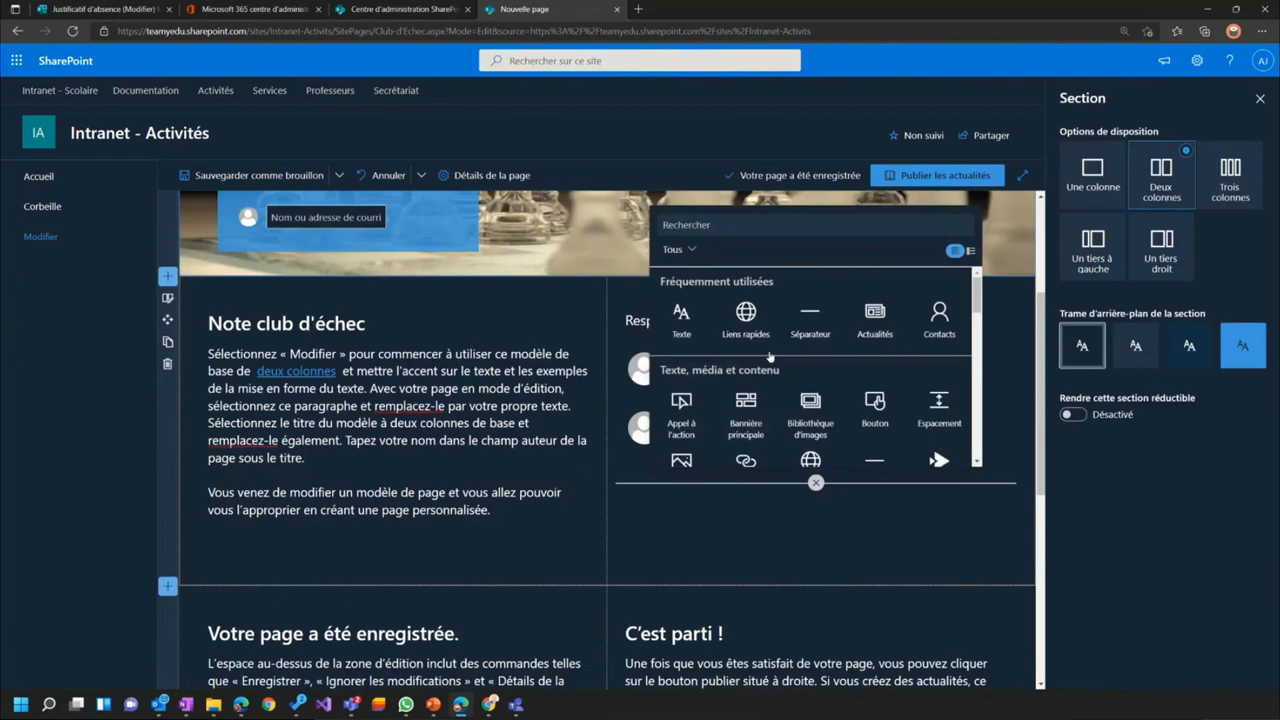 Justificatif d'absence (Modifier)
Microsoft 365 centre d'administ
Centre d'administration SharePo
Nouvelle page
https://teamyedu.sharepoint.com/sites/Intranet-Activits/SitePages/Club-d'Echec.aspx?Mode=Edit&source=https%3A%2F%2Fteamyedu.sharepoint.com%2Fsites%2FIntranet-Activits
SharePoint
Rechercher sur ce site
AJ
Intranet - Scolaire
Documentation
Activités
Services
Professeurs
Secrétariat
IA
Intranet - Activités
Non suivi
Partager
Accueil
Corbeille
Modifier
Sauvegarder comme brouillon
Annuler
Détails de la page
Votre page a été enregistrée
Publier les actualités
Nom ou adresse de courri
Note club d'échec
Sélectionnez « Modifier » pour commencer à utiliser ce modèle de
base de deux colonnes et mettre l'accent sur le texte et les exemples
de la mise en forme du texte. Avec votre page en mode d'édition,
sélectionnez ce paragraphe et remplacez-le par votre propre texte.
Sélectionnez le titre du modèle à deux colonnes de base et
remplacez-le également. Tapez votre nom dans le champ auteur de la
page sous le titre.
Vous venez de modifier un modèle de page et vous allez pouvoir
vous l'approprier en créant une page personnalisée.
Resp
Rechercher
Tous
Fréquemment utilisées
Texte
Liens rapides
Séparateur
Actualités
Contacts
Texte, média et contenu
Appel à
l'action
Bannière
principale
Bibliothèque
d'images
Bouton
Espacement
Votre page a été enregistrée.
L'espace au-dessus de la zone d'édition inclut des commandes telles
que « Enregistrer », « Ignorer les modifications » et « Détails de la
C'est parti !
Une fois que vous êtes satisfait de votre page, vous pouvez cliquer
sur le bouton publier situé à droite. Si vous créez des actualités, ce
Section
Options de disposition
Une colonne
Deux
colonnes
Trois
colonnes
Un tiers à
gauche
Un tiers
droit
Trame d'arrière-plan de la section
Rendre cette section réductible
Désactivé